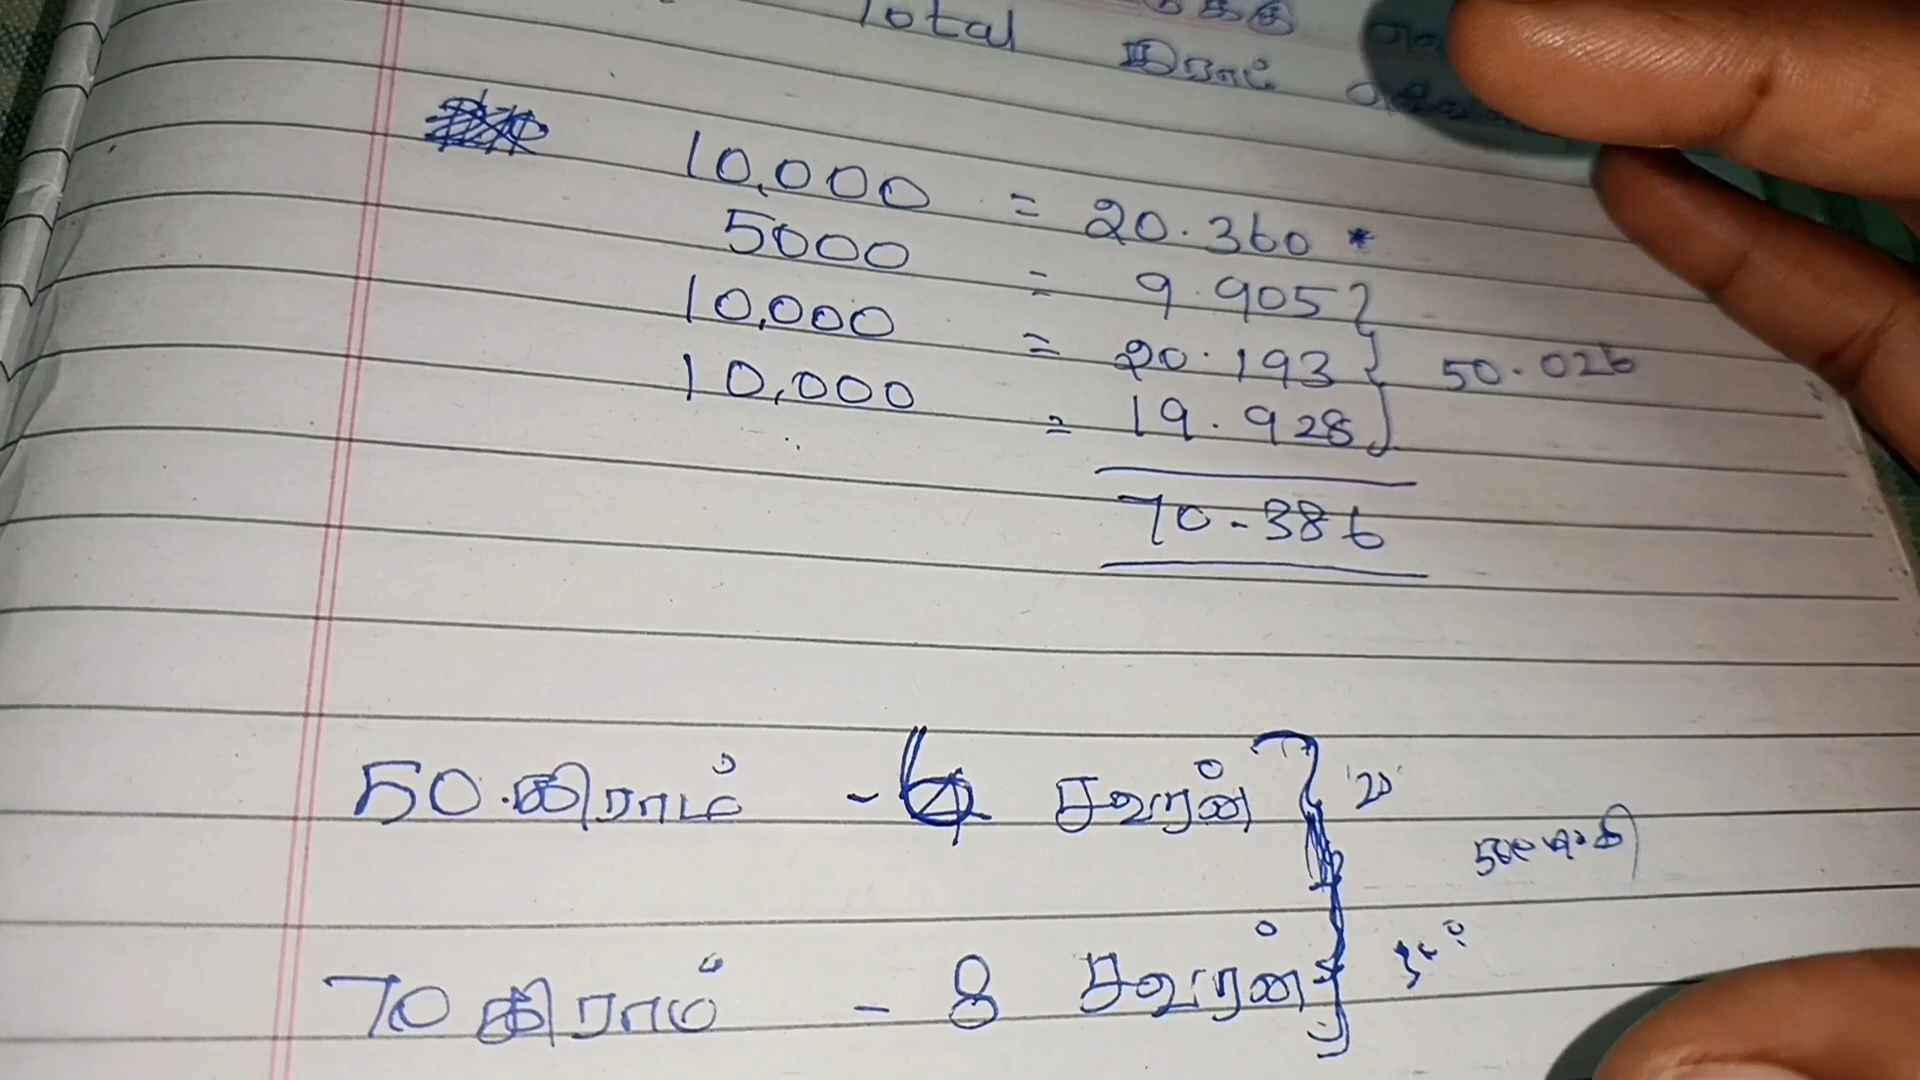 Total கிராம்
10,000 = 20.360 *
5000 = 9.905
10,000 = 20.193 } 50.026
10,000 = 19.928
70-386
50.கிராம் - 6 சவரன்
70 கிராம் - 8 சவரன்